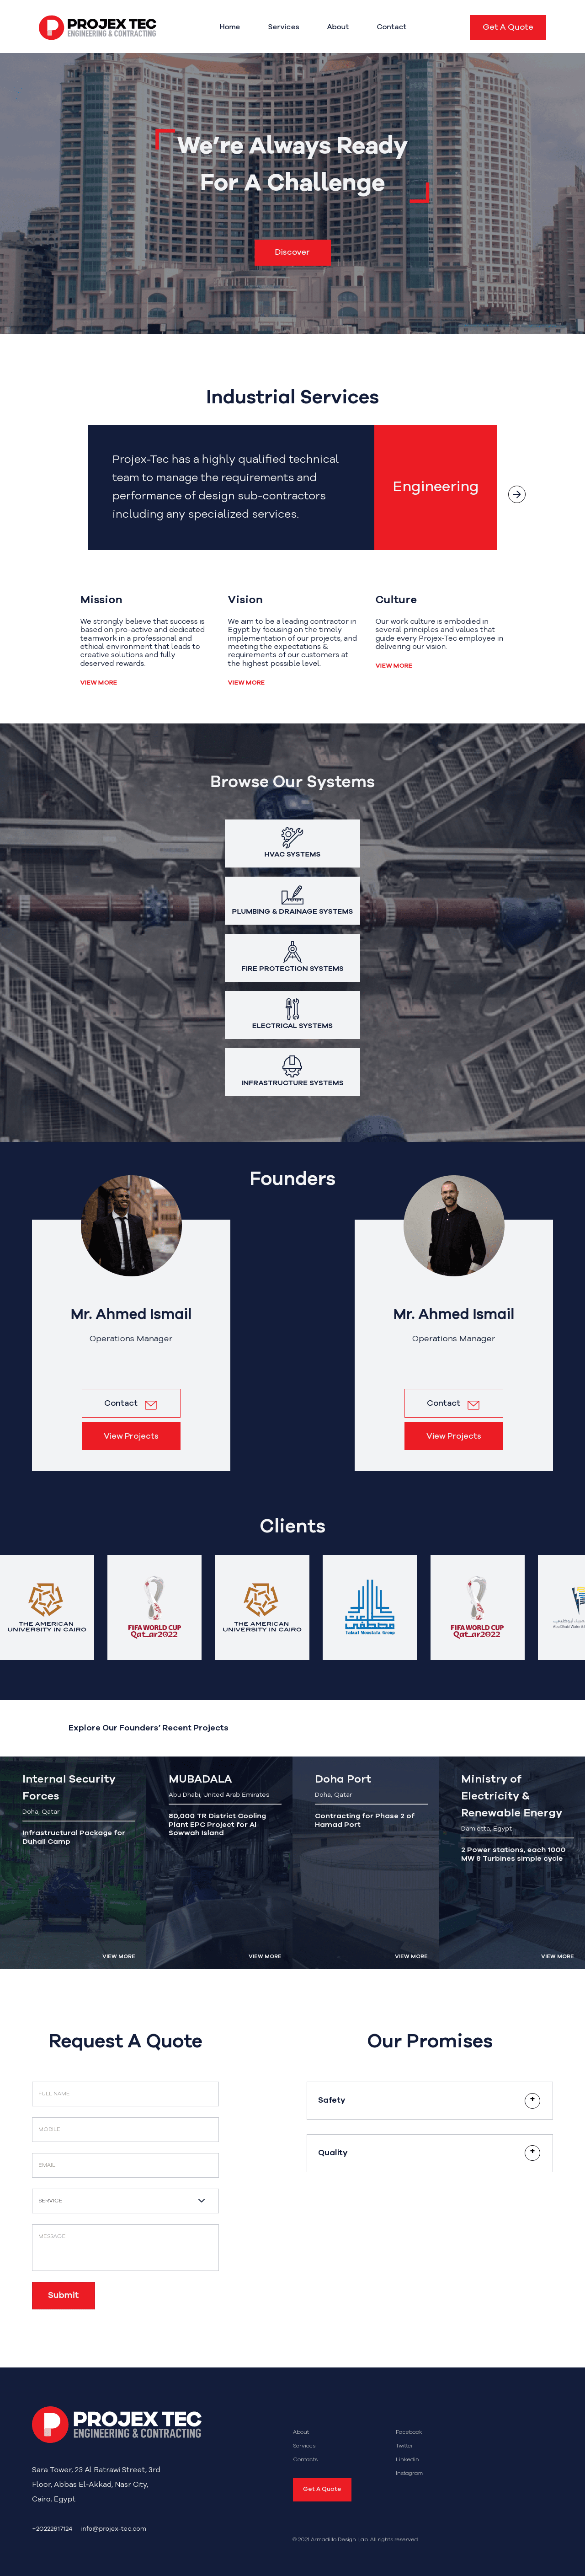 PROJEX TEC
ENGINEERING & CONTRACTING
Home
Services
About
Contact
Get A Quote
We're Always Ready
For A Challenge
Discover
Industrial Services
Projex-Tec has a highly qualified technical
team to manage the requirements and
performance of design sub-contractors
including any specialized services.
Engineering
Mission
We strongly believe that success is
based on pro-active and dedicated
teamwork in a professional and
ethical environment that leads to
creative solutions and fully
deserved rewards.
VIEW MORE
Vision
We aim to be a leading contractor in
Egypt by focusing on the timely
implementation of our projects, and
meeting the expectations &
requirements of our customers at
the highest possible level.
VIEW MORE
Culture
Our work culture is embodied in
several principles and values that
guide every Projex-Tec employee in
delivering our vision.
VIEW MORE
Browse Our Systems
HVAC SYSTEMS
PLUMBING & DRAINAGE SYSTEMS
FIRE PROTECTION SYSTEMS
ELECTRICAL SYSTEMS
INFRASTRUCTURE SYSTEMS
Founders
Mr. Ahmed Ismail
Operations Manager
Contact
View Projects
Mr. Ahmed Ismail
Operations Manager
Contact
View Projects
Clients
THE AMERICAN
UNIVERSITY IN CAIRO
FIFA WORLD CUP
Qatar2022
THE AMERICAN
UNIVERSITY IN CAIRO
طلعت مصطفى
Talaat Moustafa Group
FIFA WORLD CUP
Qatar2022
Explore Our Founders' Recent Projects
Internal Security
Forces
Doha, Qatar
Infrastructural Package for
Duhail Camp
VIEW MORE
MUBADALA
Abu Dhabi, United Arab Emirates
80,000 TR District Cooling
Plant EPC Project for Al
Sowwah Island
VIEW MORE
Doha Port
Doha, Qatar
Contracting for Phase 2 of
Hamad Port
VIEW MORE
Ministry of
Electricity &
Renewable Energy
Damietta, Egypt
2 Power stations, each 1000
MW 8 Turbines simple cycle
VIEW MORE
Request A Quote
FULL NAME
MOBILE
EMAIL
SERVICE
MESSAGE
Submit
Our Promises
Safety
+
Quality
+
PROJEX TEC
ENGINEERING & CONTRACTING
Sara Tower, 23 Al Batrawi Street, 3rd
Floor, Abbas El-Akkad, Nasr City,
Cairo, Egypt
+20222617124 info@projex-tec.com
About
Services
Contacts
Get A Quote
Facebook
Twitter
Linkedin
Instagram
© 2021 Armadillo Design Lab. All rights reserved.